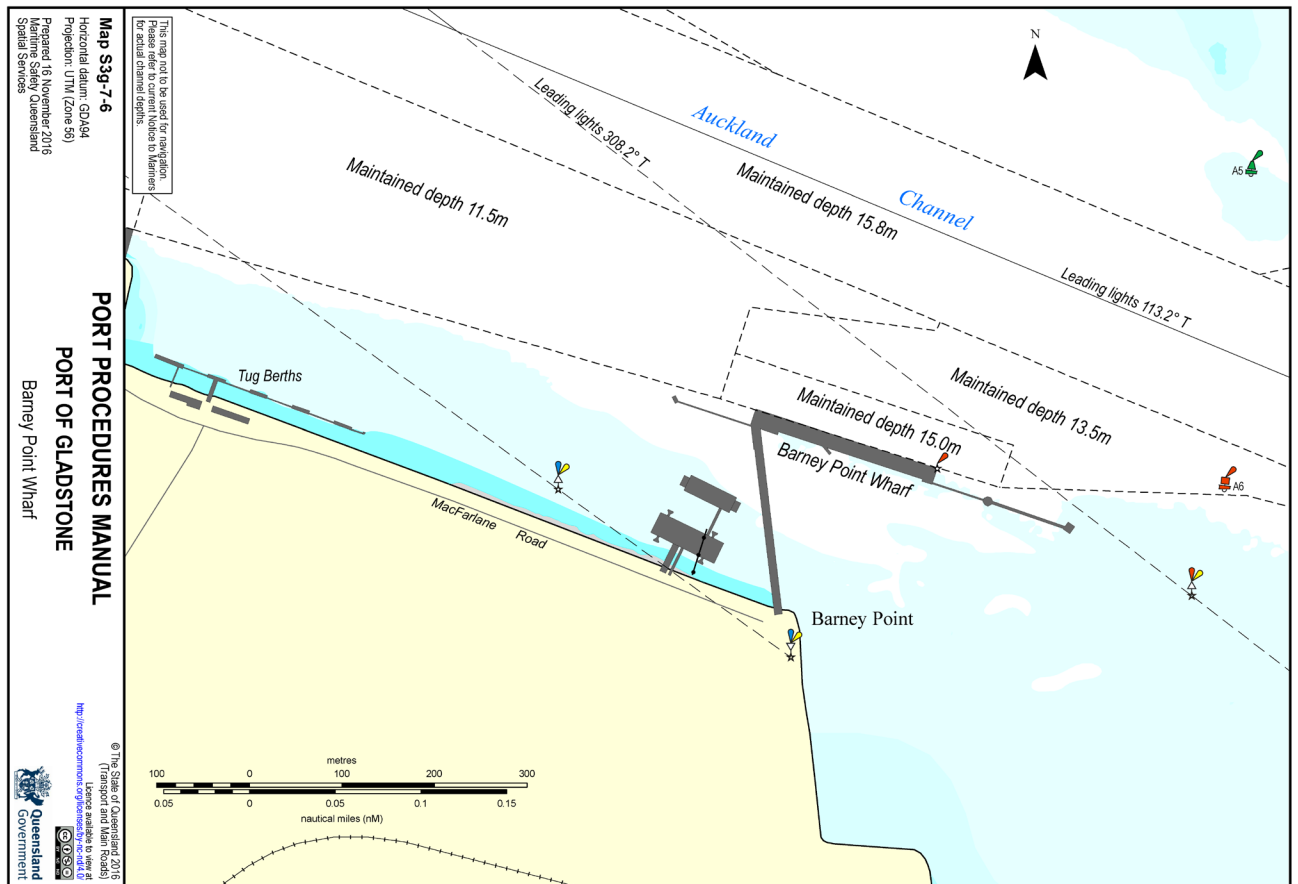 Map S3g-7-6
Horizontal datum: GDA94
Projection: UTM (Zone 56)
Prepared 16 November 2016
Maritime Safety Queensland
Spatial Services
This map not to be used for navigation.
Please refer to current Notice to Mariners
for actual channel depths.
PORT PROCEDURES MANUAL
PORT OF GLADSTONE
Barney Point Wharf
© The State of Queensland 2016
(Transport and Main Roads)
Licence available to view at
http://creativecommons.org/licenses/by-nc-nd/4.0/
Queensland
Government
N
Leading lights 308.2° T
Auckland
Channel
Maintained depth 11.5m
Maintained depth 15.8m
A5
Leading lights 113.2° T
Tug Berths
Maintained depth 13.5m
Maintained depth 15.0m
Barney Point Wharf
A6
MacFarlane Road
Barney Point
metres
100 0 100 200 300
0.05 0 0.05 0.1 0.15
nautical miles (nM)